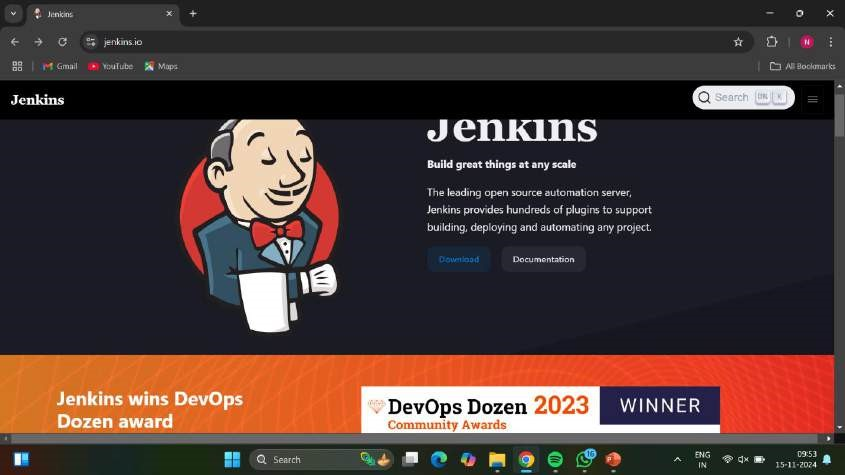 Jenkins
jenkins.io
Gmail
YouTube
Maps
All Bookmarks
Jenkins
Search
K
Jenkins
Build great things at any scale
The leading open source automation server,
Jenkins provides hundreds of plugins to support
building, deploying and automating any project.
Download
Documentation
Jenkins wins DevOps
Dozen award
DevOps Dozen 2023
Community Awards
WINNER
Search
16
ENG
IN
09:53
15-11-2024
N